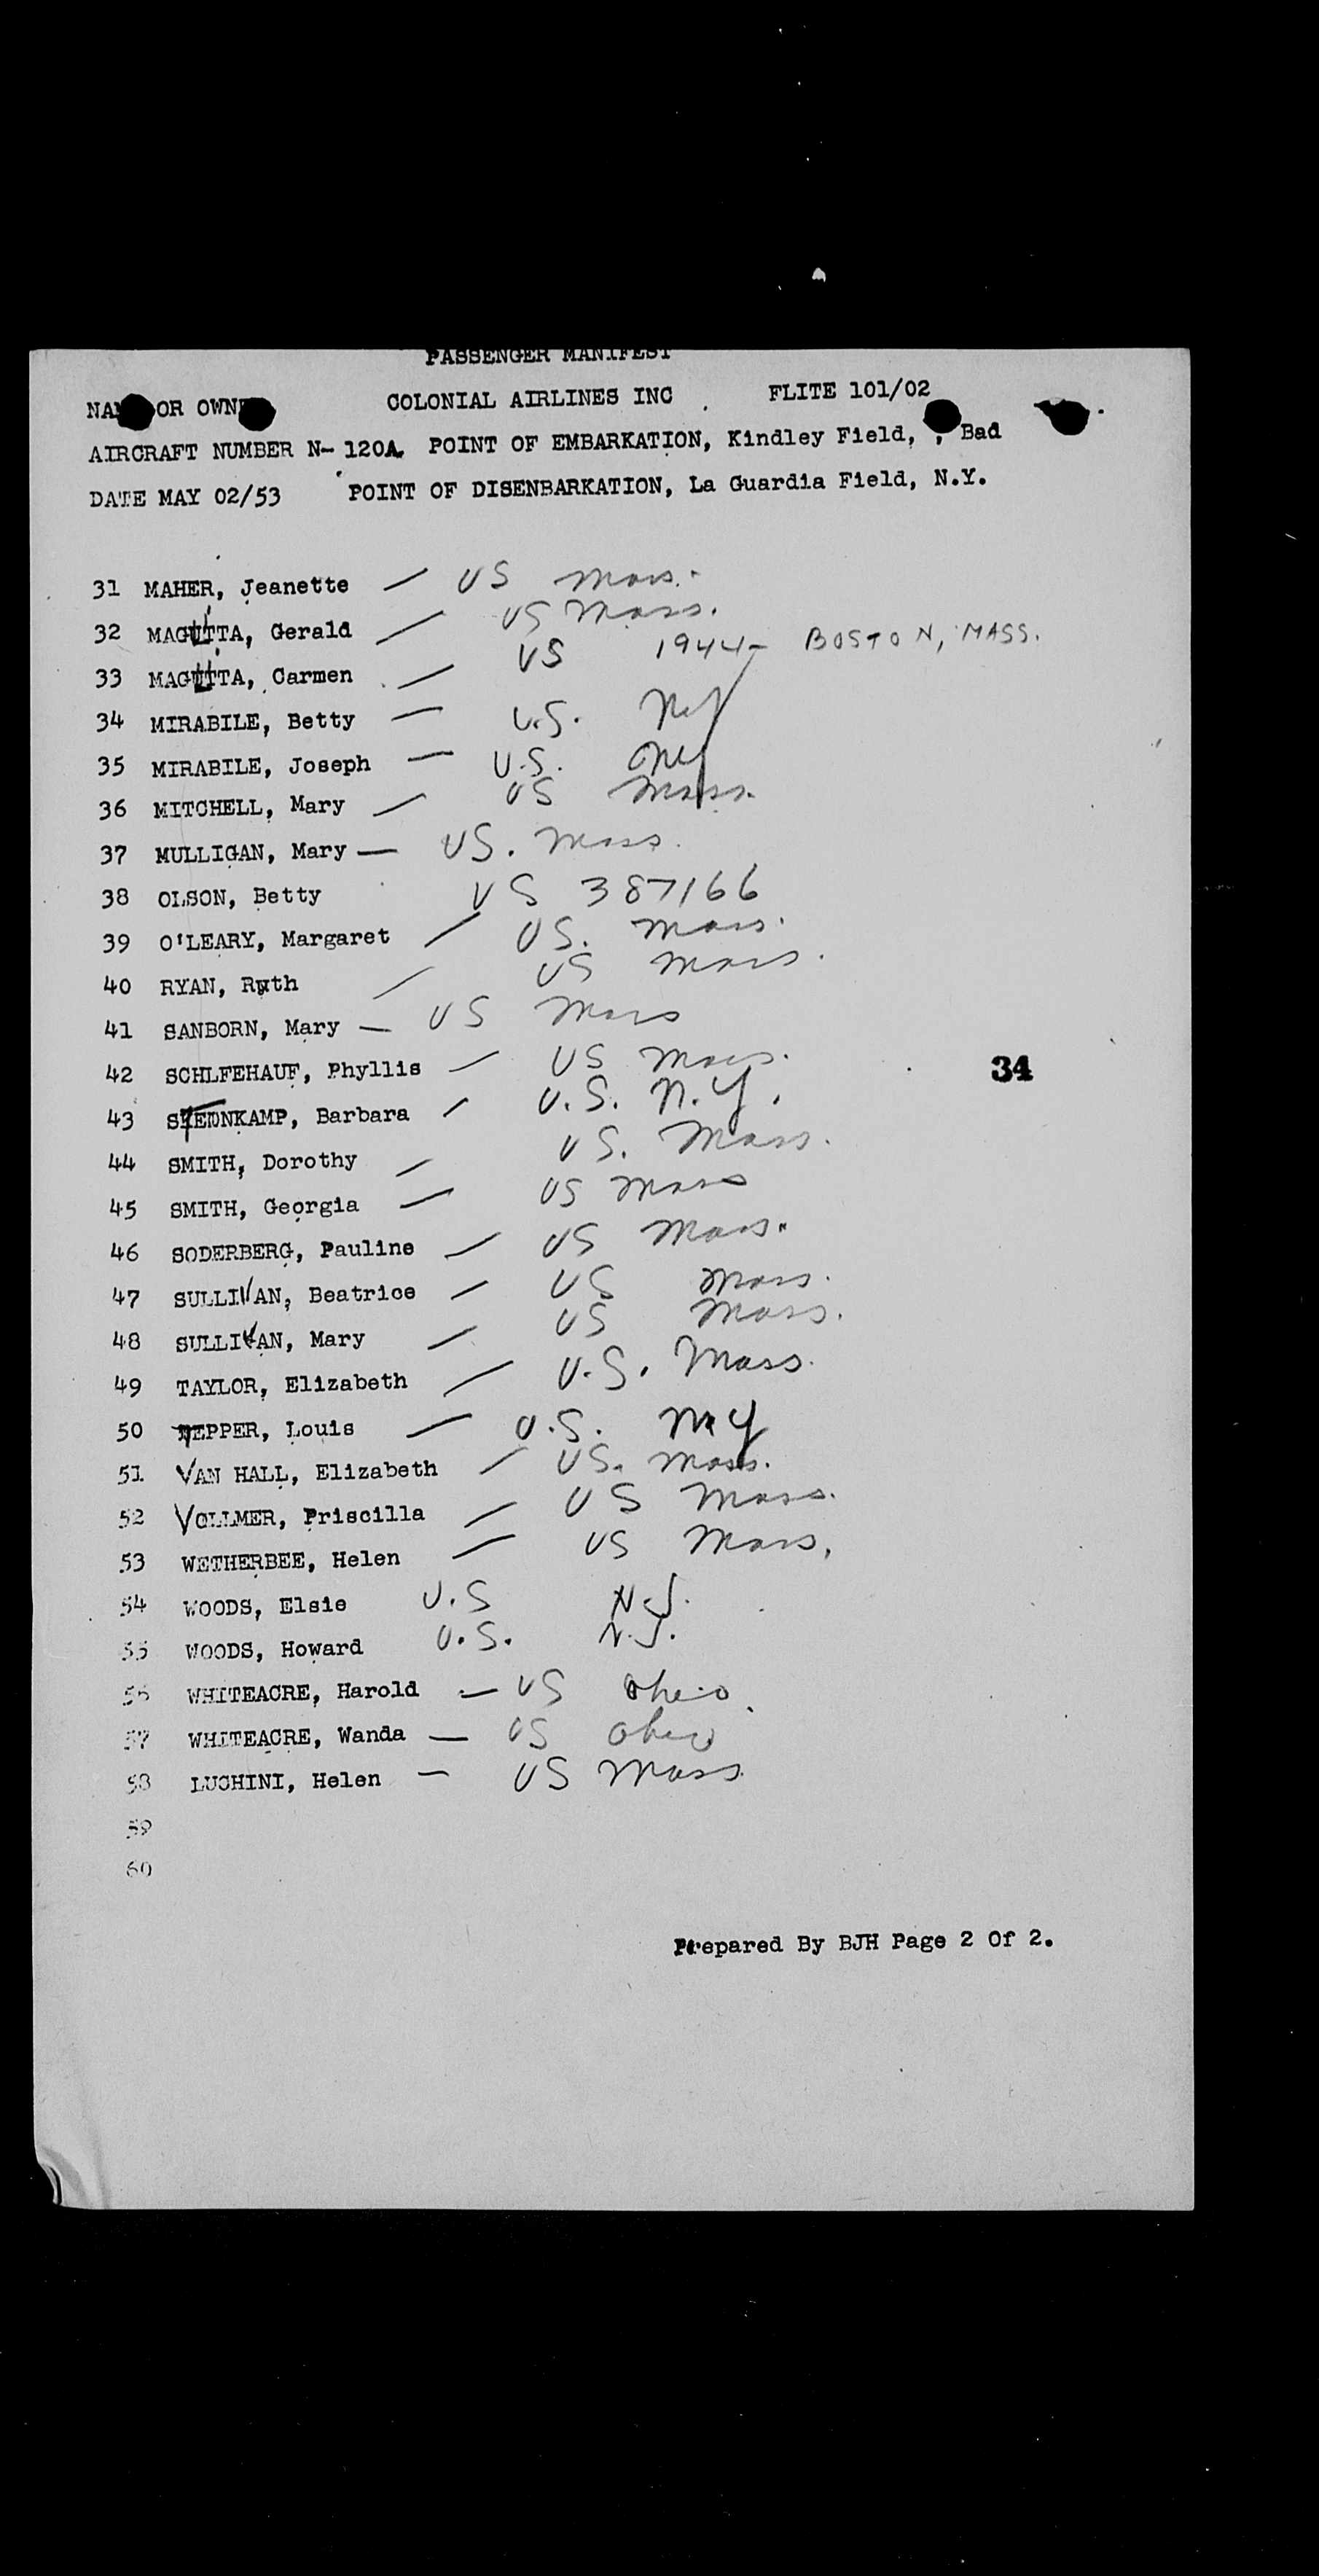 PASSENGER MANIFEST
OR COLONIAL AIRLINES INC FLITE 101/02
AIRCRAFT NUMBER N-120A. POINT OF EMBARKATION, Kindley Field, , Bad
DATE MAY 02/53 POINT OF DISENBARKATION, La Guardia Field, N.Y.
31 MAHER, Jeanette — US Mass.
32 Gerald — US Mass.
33 Carmen — US 1944- BOSTON, MASS.
34 MIRABILE, Betty — U.S. NY
35 MIRABILE, Joseph — U.S. NY
36 MITCHELL, Mary — US Mass.
37 MULLIGAN, Mary — US. Mass.
38 OLSON, Betty US 387166
39 O'LEARY, Margaret — US. Mass.
40 RYAN, Ruth — US Mass.
41 SANBORN, Mary — US Mass
42 SCHLFEHAUF, Phyllis — US Mass.
43 Barbara — U.S. N.Y.
44 SMITH, Dorothy — US. Mass.
45 SMITH, Georgia — US Mass
46 SODERBERG, Pauline — US Mass.
47 SULLIVAN, Beatrice — US Mass.
48 SULLIVAN, Mary — US Mass.
49 TAYLOR, Elizabeth — U.S. Mass.
50 TEPPER, Louis — U.S. NY
51 VAN HALL, Elizabeth — US. Mass.
52 VOLLMER, Priscilla — US Mass.
53 WETHERBEE, Helen — US Mass.
54 WOODS, Elsie U.S N.J.
55 WOODS, Howard U.S. N.J.
56 WHITEACRE, Harold — US Ohio
57 WHITEACRE, Wanda — US Ohio
58 LUCHINI, Helen — US Mass
59
60
34
Prepared By BJH Page 2 Of 2.